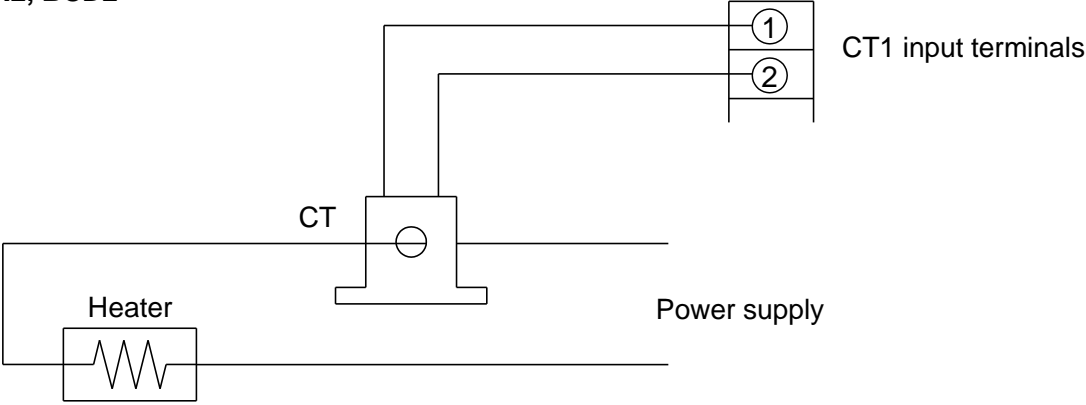 ①
CT1 input terminals
②
CT
Heater
Power supply